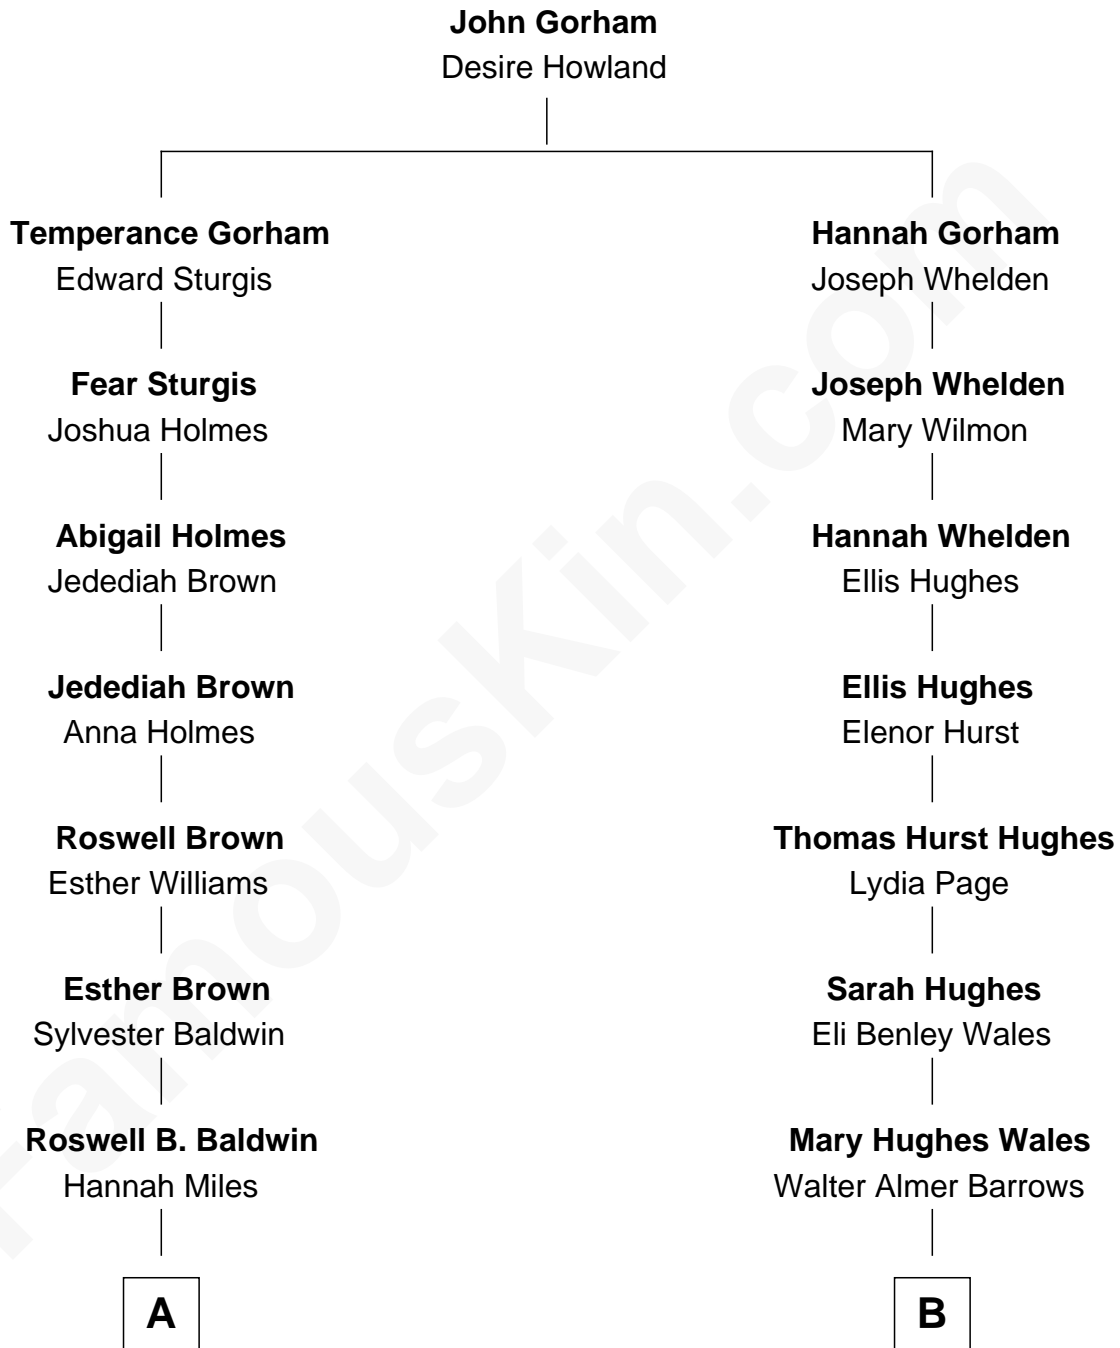 John Gorham
Desire Howland
Temperance Gorham
Edward Sturgis
Hannah Gorham
Joseph Whelden
Fear Sturgis
Joshua Holmes
Joseph Whelden
Mary Wilmon
Abigail Holmes
Jedediah Brown
Hannah Whelden
Ellis Hughes
Jedediah Brown
Anna Holmes
Ellis Hughes
Elenor Hurst
Roswell Brown
Esther Williams
Thomas Hurst Hughes
Lydia Page
Esther Brown
Sylvester Baldwin
Sarah Hughes
Eli Benley Wales
Roswell B. Baldwin
Hannah Miles
Mary Hughes Wales
Walter Almer Barrows
A
B
FamousKin.com